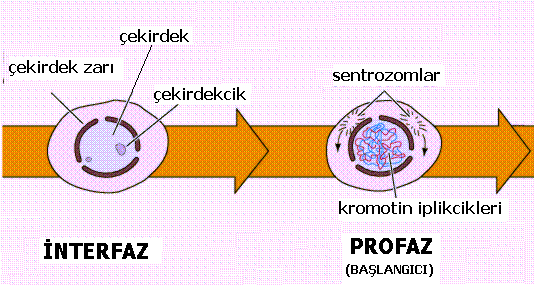 çekirdek
çekirdek zarı
çekirdekcik
sentrozomlar
kromotin iplikcikleri
İNTERFAZ
PROFAZ
(BAŞLANGICI)